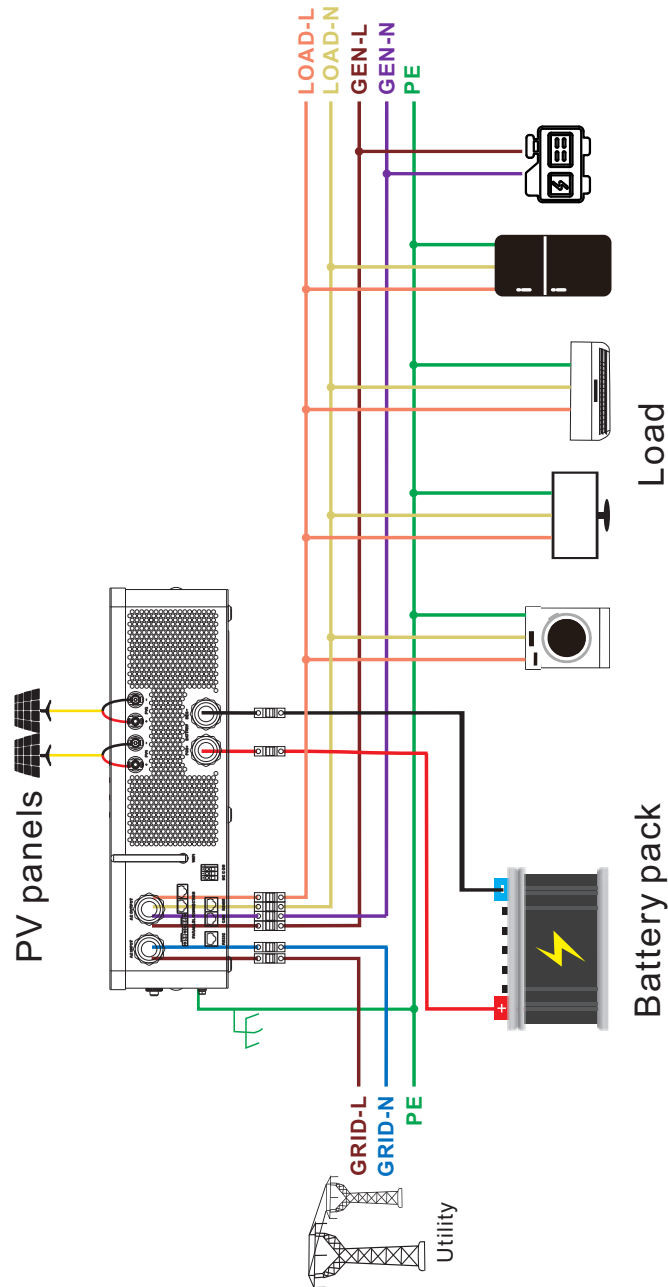 PV panels
LOAD-L
LOAD-N
GEN-L
GEN-N
PE
GRID-L
GRID-N
PE
Utility
Battery pack
Load